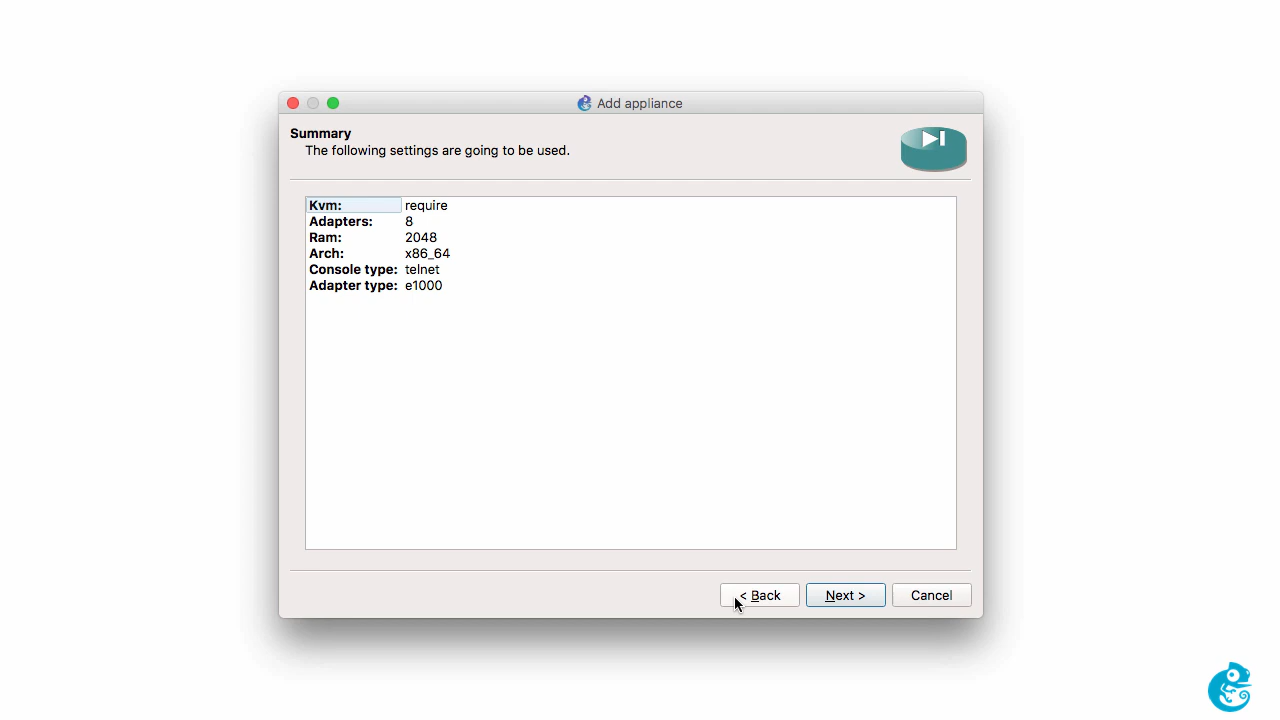 Add appliance
Summary
The following settings are going to be used.
Kvm: require
Adapters: 8
Ram: 2048
Arch: x86_64
Console type: telnet
Adapter type: e1000
< Back Next > Cancel